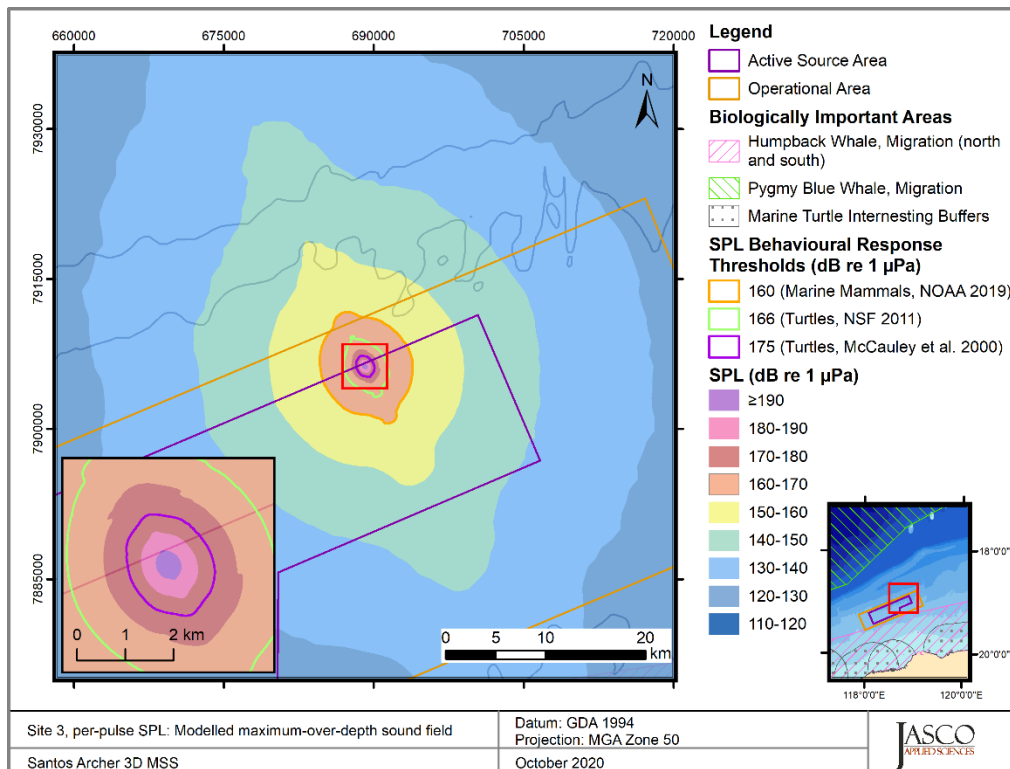 660000 675000 690000 705000 720000
7930000
7915000
7900000
7885000
N
0 1 2 km
0 5 10 20
km
Legend
Active Source Area
Operational Area
Biologically Important Areas
Humpback Whale, Migration (north
and south)
Pygmy Blue Whale, Migration
Marine Turtle Internesting Buffers
SPL Behavioural Response
Thresholds (dB re 1 µPa)
160 (Marine Mammals, NOAA 2019)
166 (Turtles, NSF 2011)
175 (Turtles, McCauley et al. 2000)
SPL (dB re 1 µPa)
≥190
180-190
170-180
160-170
150-160
140-150
130-140
120-130
110-120
18°0'0"
20°0'0"
118°0'0"E 120°0'0"E
Site 3, per-pulse SPL: Modelled maximum-over-depth sound field
Datum: GDA 1994
Projection: MGA Zone 50
Santos Archer 3D MSS
October 2020
JASCO
APPLIED SCIENCES